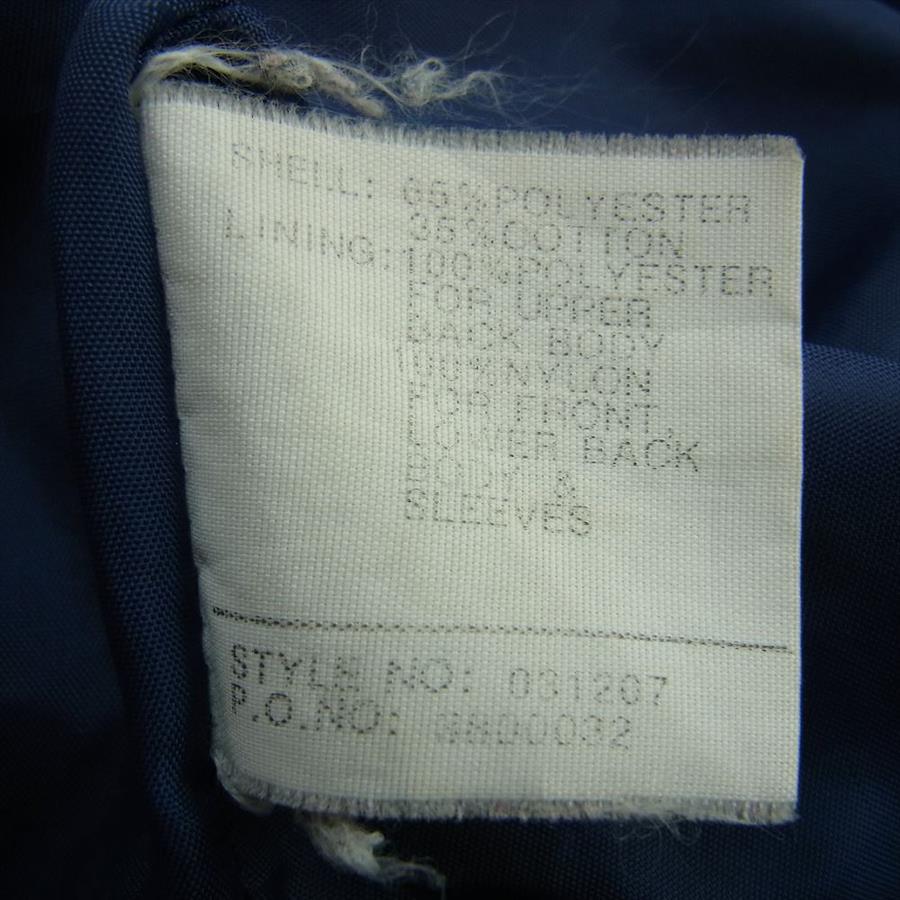 SHELL: 65%POLYESTER
35%COTTON
LINING:100%POLYESTER
FOR UPPER
BACK BODY
100%NYLON
FOR FRONT,
LOWER BACK
BODY &
SLEEVES
STYLE NO: 031207
P.O.NO: